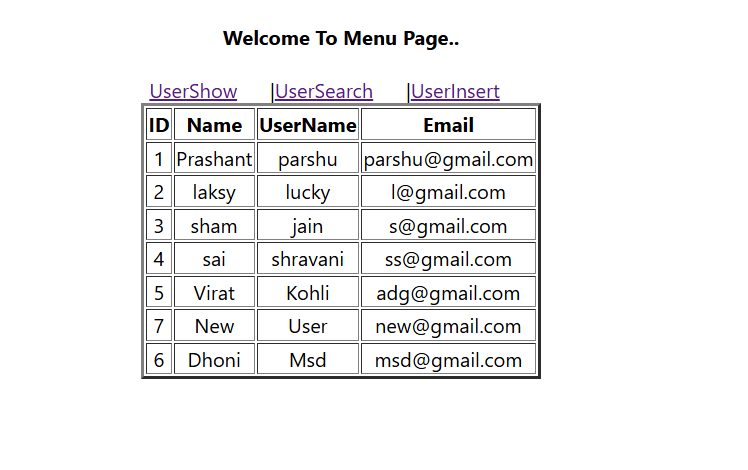 Welcome To Menu Page..
UserShow |UserSearch |UserInsert
ID Name UserName Email
1 Prashant parshu parshu@gmail.com
2 laksy lucky l@gmail.com
3 sham jain s@gmail.com
4 sai shravani ss@gmail.com
5 Virat Kohli adg@gmail.com
7 New User new@gmail.com
6 Dhoni Msd msd@gmail.com